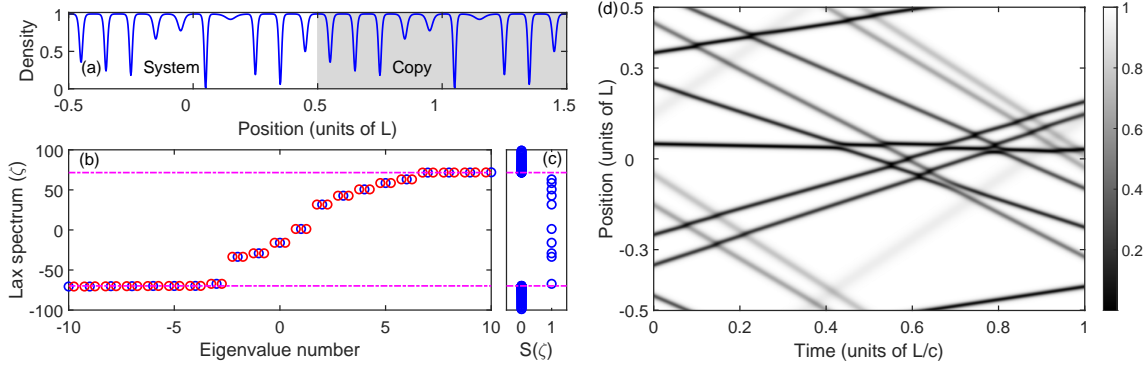 (a)
Density
1
0
System
Copy
-0.5 0 0.5 1 1.5
Position (units of L)
(b)
Lax spectrum (ζ)
100
50
0
-50
-100
-10 -5 0 5 10
Eigenvalue number
(c)
0 1
S(ζ)
(d)
Position (units of L)
0.5
0.3
0
-0.3
-0.5
0 0.2 0.4 0.6 0.8 1
Time (units of L/c)
1
0.8
0.6
0.4
0.2